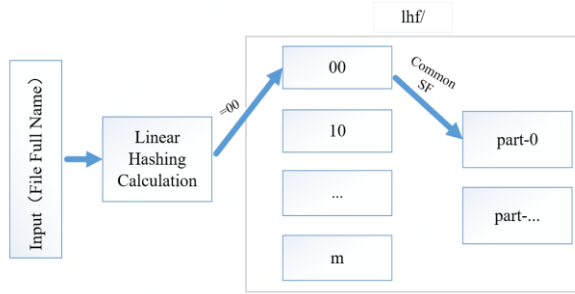 lhf/
Input（File Full Name）
Linear
Hashing
Calculation
=00
00
10
...
m
Common
SF
part-0
part-...